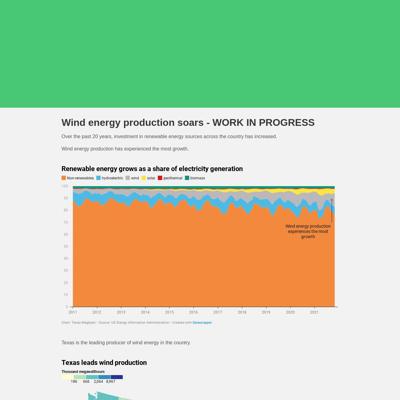 Wind energy production soars - WORK IN PROGRESS
Over the past 20 years, investment in renewable energy sources across the country has increased.
Wind energy production has experienced the most growth.
Renewable energy grows as a share of electricity generation
Non-renewables hydroelectric wind solar geothermal biomass
100
90
80
70
60
50
40
30
20
10
0
Wind energy production
experiences the most
growth
2011 2012 2013 2014 2015 2016 2017 2018 2019 2020 2021
Source: US Energy Information Administration • Created with Datawrapper
Texas is the leading producer of wind energy in the country.
Texas leads wind production
Thousand megawatthours
186 668 2,064 8,967